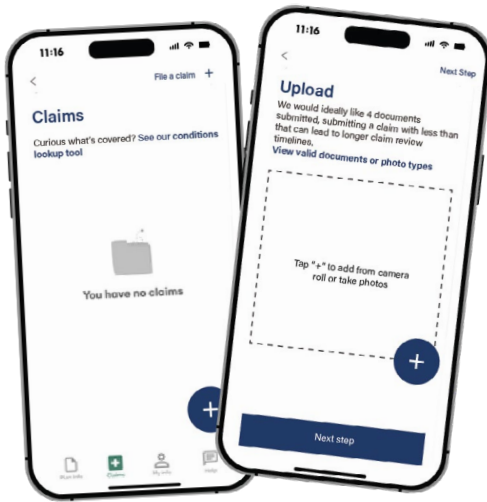 11:16
File a claim +
Claims
Curious what's covered? See our conditions
lookup tool
You have no claims
+
Claims
Help
11:16
Next Step
Upload
We would ideally like 4 documents
submitted, submitting a claim with less than
that can lead to longer claim review
timelines.
View valid documents or photo types
Tap "+" to add from camera
roll or take photos
+
Next step